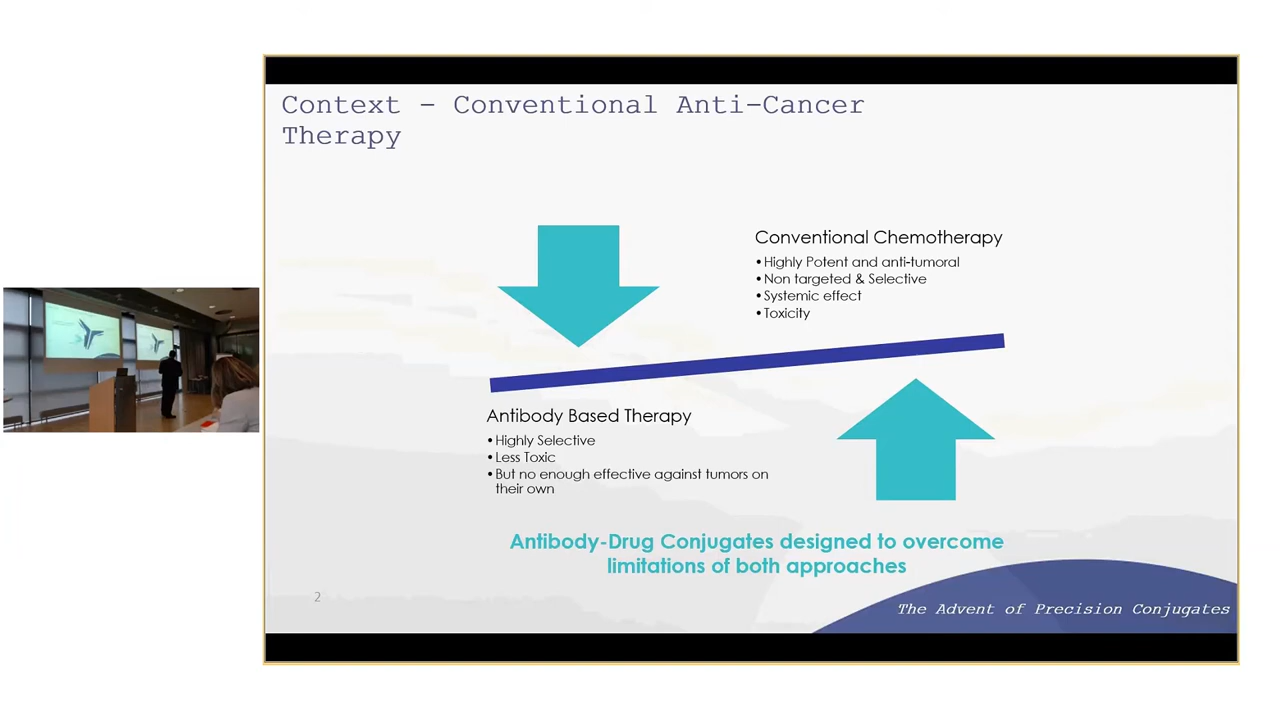 Context - Conventional Anti-Cancer
Therapy
Conventional Chemotherapy
•Highly Potent and anti-tumoral
•Non targeted & Selective
•Systemic effect
•Toxicity
Antibody Based Therapy
•Highly Selective
•Less Toxic
•But no enough effective against tumors on
their own
Antibody-Drug Conjugates designed to overcome
limitations of both approaches
2
The Advent of Precision Conjugates